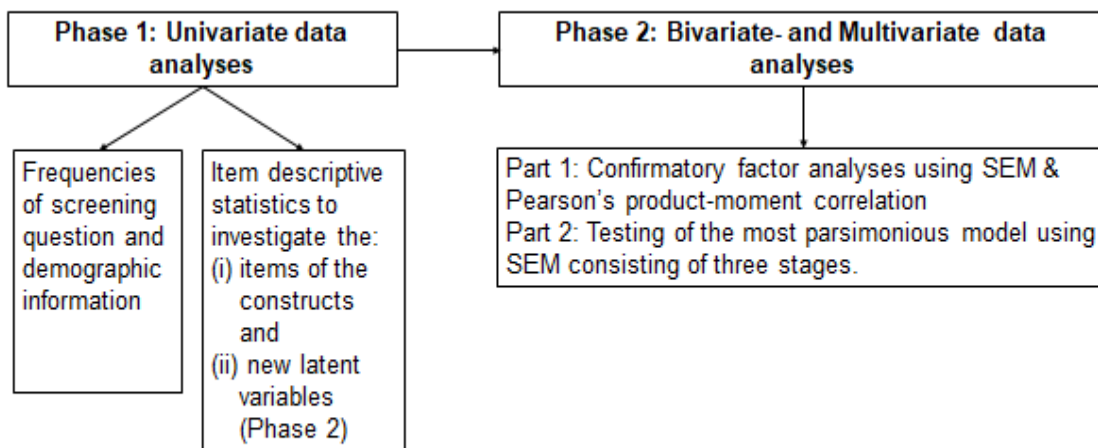 Phase 1: Univariate data
analyses
Phase 2: Bivariate- and Multivariate data
analyses
Frequencies
of screening
question and
demographic
information
Item descriptive
statistics to
investigate the:
(i) items of the
constructs
and
(ii) new latent
variables
(Phase 2)
Part 1: Confirmatory factor analyses using SEM &
Pearson's product-moment correlation
Part 2: Testing of the most parsimonious model using
SEM consisting of three stages.